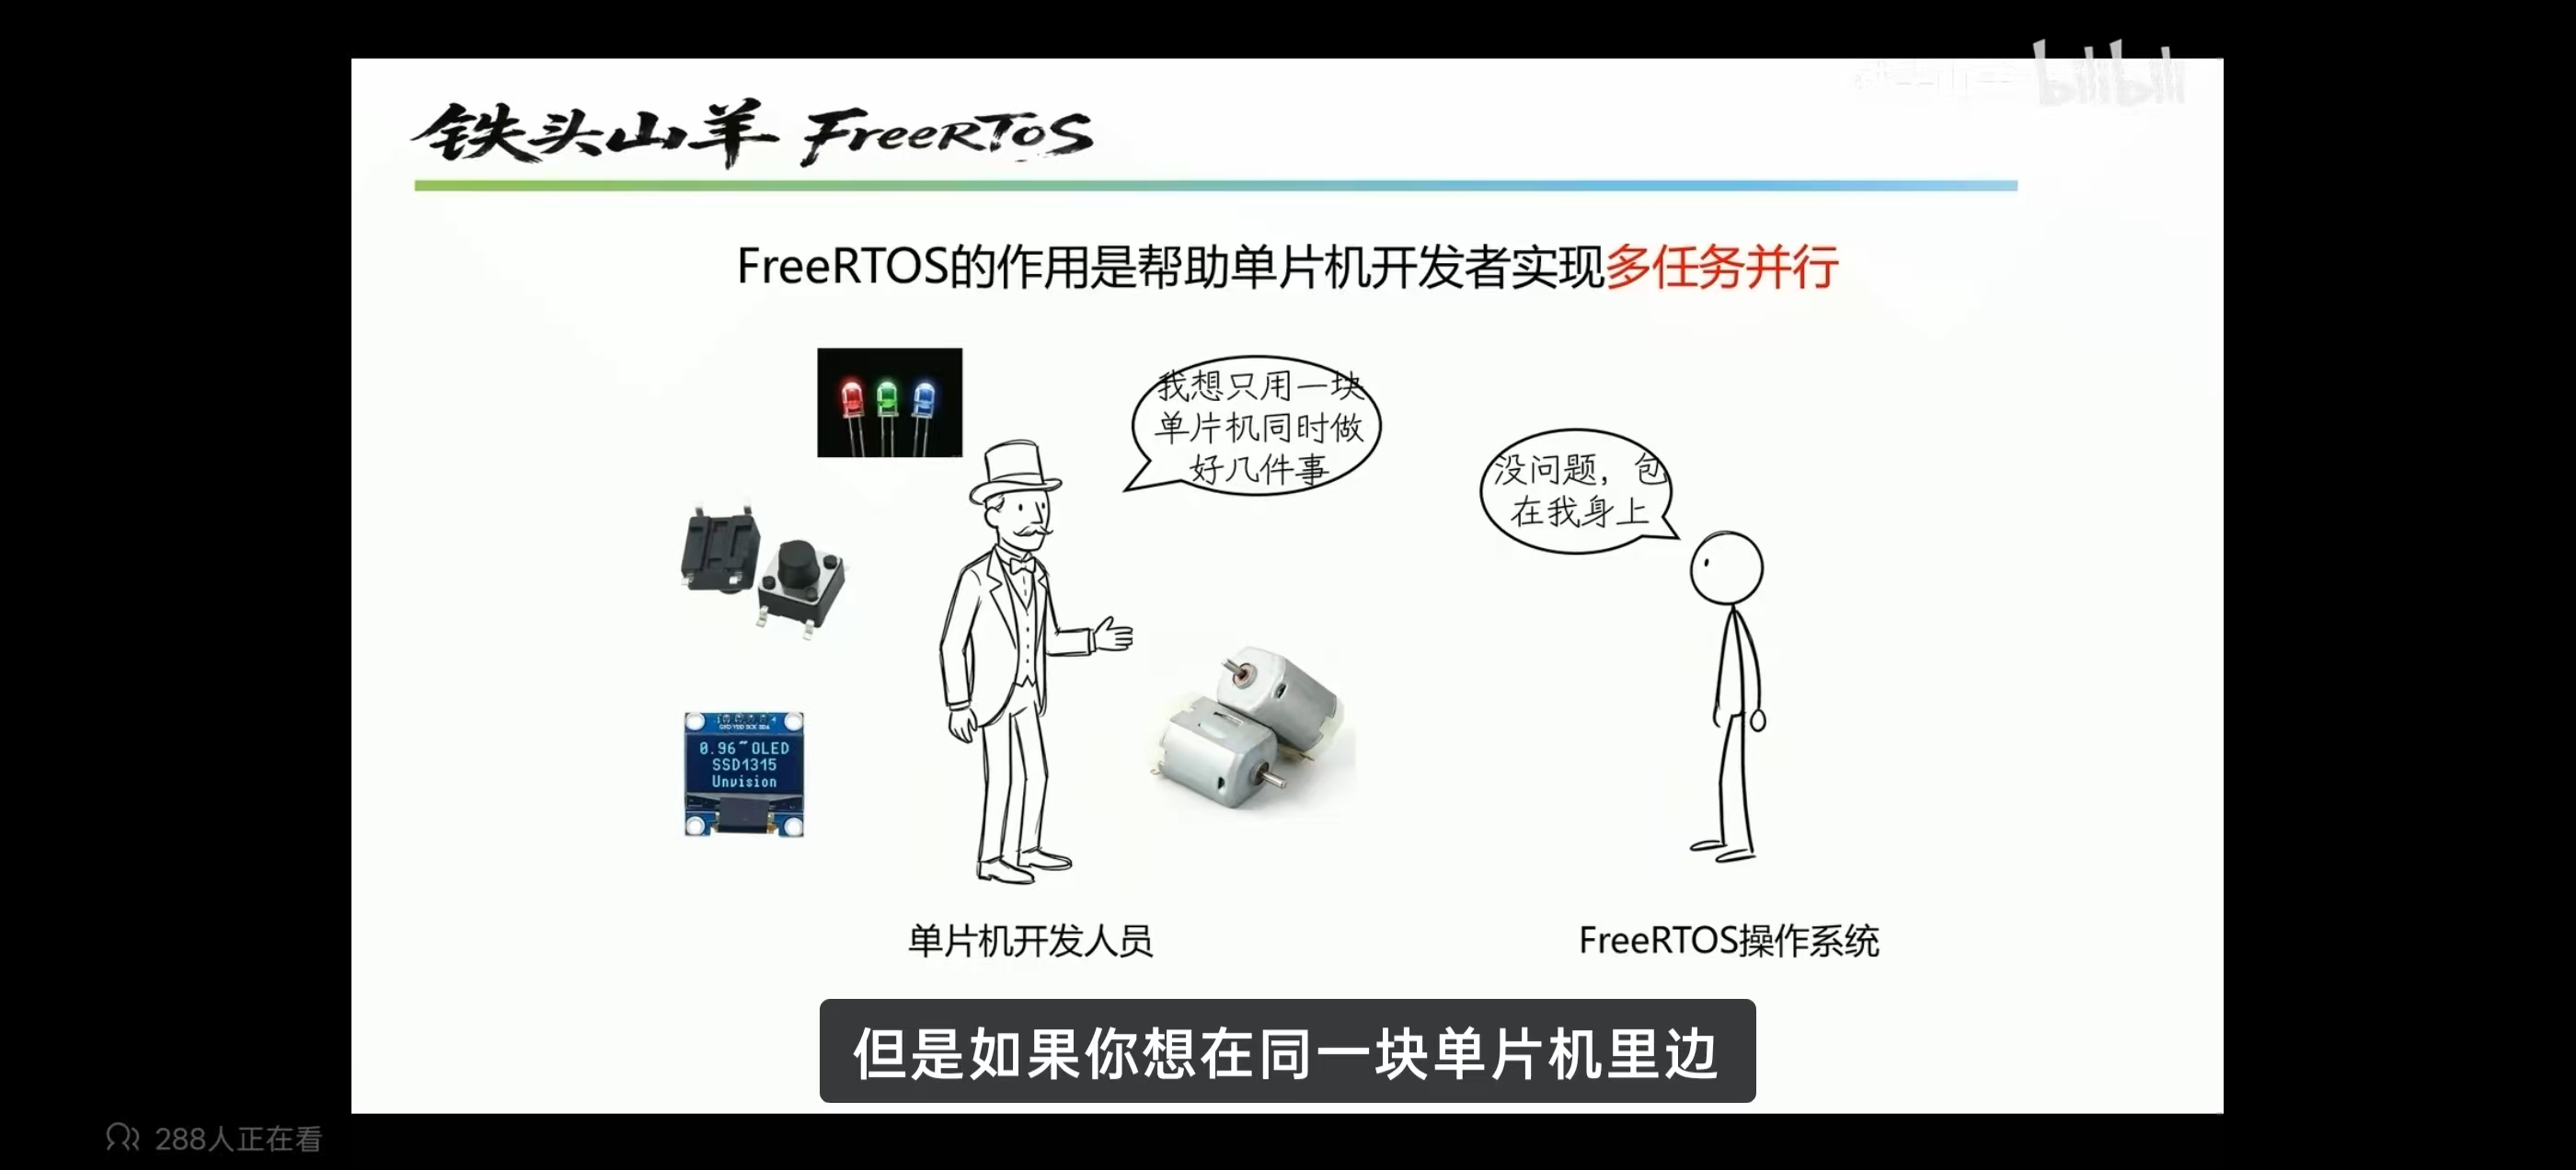 bilibili
铁头山羊 FreeRToS
FreeRTOS的作用是帮助单片机开发者实现多任务并行
我想只用一块
单片机同时做
好几件事
没问题，包
在我身上
0.96"OLED
SSD1315
Unvision
单片机开发人员
FreeRTOS操作系统
但是如果你想在同一块单片机里边
288人正在看